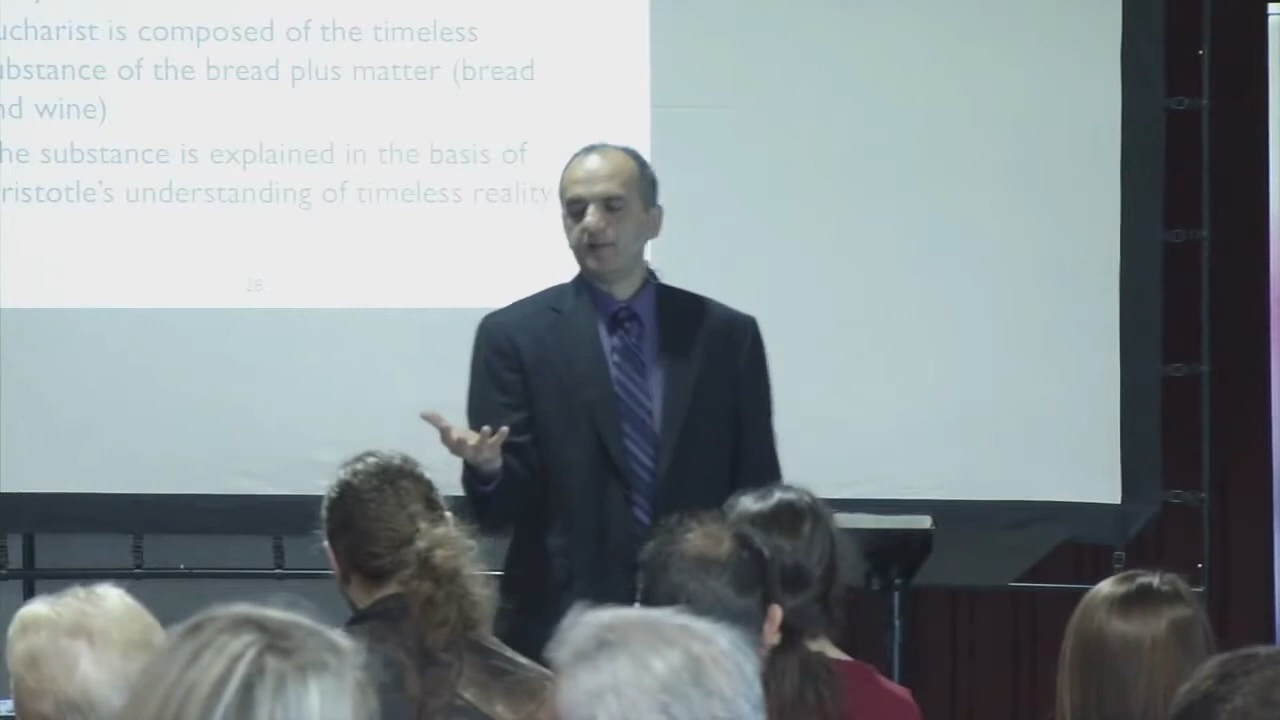 ucharist is composed of the timeless
ubstance of the bread plus matter (bread
nd wine)
he substance is explained in the basis of
ristotle's understanding of timeless reality
28